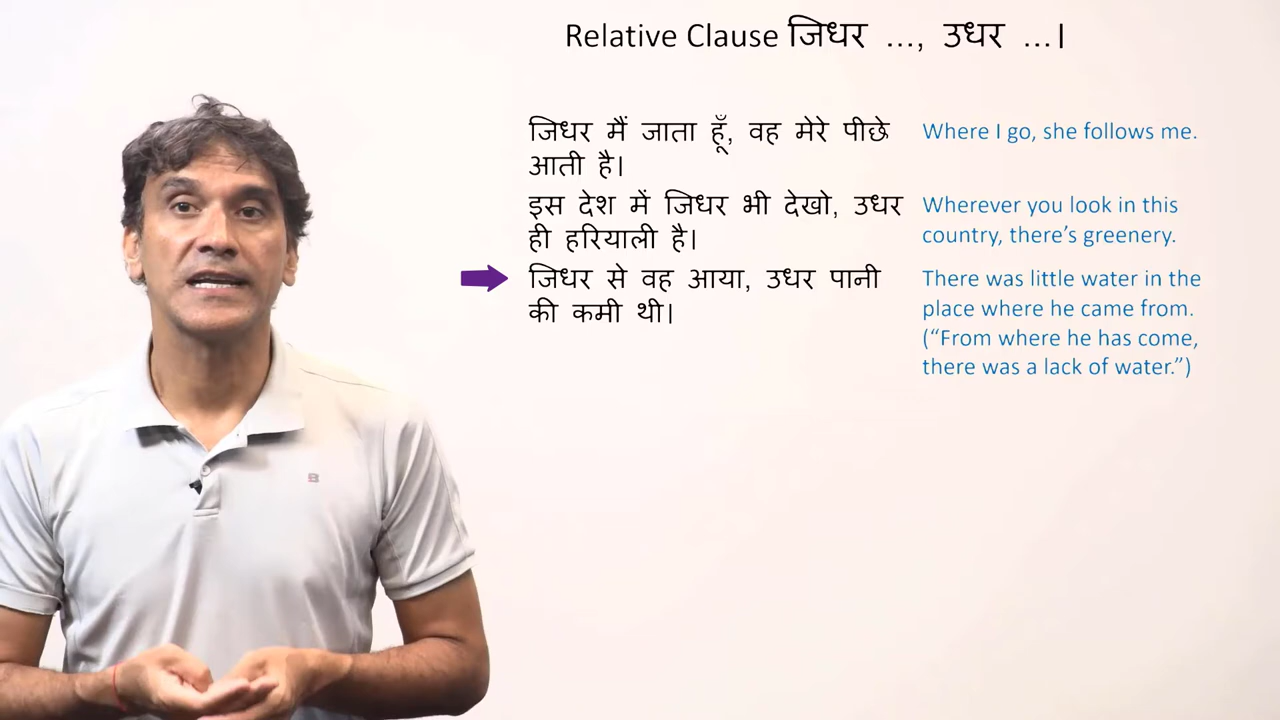 Relative Clause जिधर ..., उधर ...।
जिधर मैं जाता हूँ, वह मेरे पीछे
आती है।
Where I go, she follows me.
इस देश में जिधर भी देखो, उधर
ही हरियाली है।
Wherever you look in this
country, there’s greenery.
जिधर से वह आया, उधर पानी
की कमी थी।
There was little water in the
place where he came from.
(“From where he has come,
there was a lack of water.”)
B